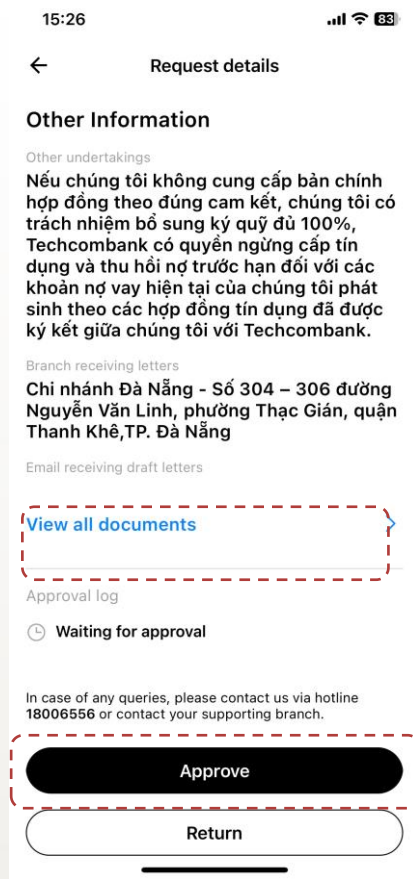 15:26
83
Request details
Other Information
Other undertakings
Nếu chúng tôi không cung cấp bản chính
hợp đồng theo đúng cam kết, chúng tôi có
trách nhiệm bổ sung ký quỹ đủ 100%,
Techcombank có quyền ngừng cấp tín
dụng và thu hồi nợ trước hạn đối với các
khoản nợ vay hiện tại của chúng tôi phát
sinh theo các hợp đồng tín dụng đã được
ký kết giữa chúng tôi với Techcombank.
Branch receiving letters
Chi nhánh Đà Nẵng - Số 304 – 306 đường
Nguyễn Văn Linh, phường Thạc Gián, quận
Thanh Khê,TP. Đà Nẵng
Email receiving draft letters
View all documents
Approval log
Waiting for approval
In case of any queries, please contact us via hotline
18006556 or contact your supporting branch.
Approve
Return